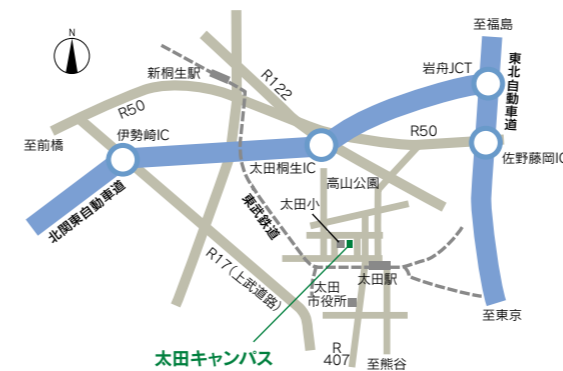 N
至福島
岩舟JCT
東北自動車道
新桐生駅
R122
R50
R50
至前橋
伊勢崎IC
太田桐生IC
佐野藤岡IC
高山公園
太田小
北関東自動車道
東武鉄道
R17(上武道路)
太田駅
太田
市役所
至東京
太田キャンパス
R
407
至熊谷